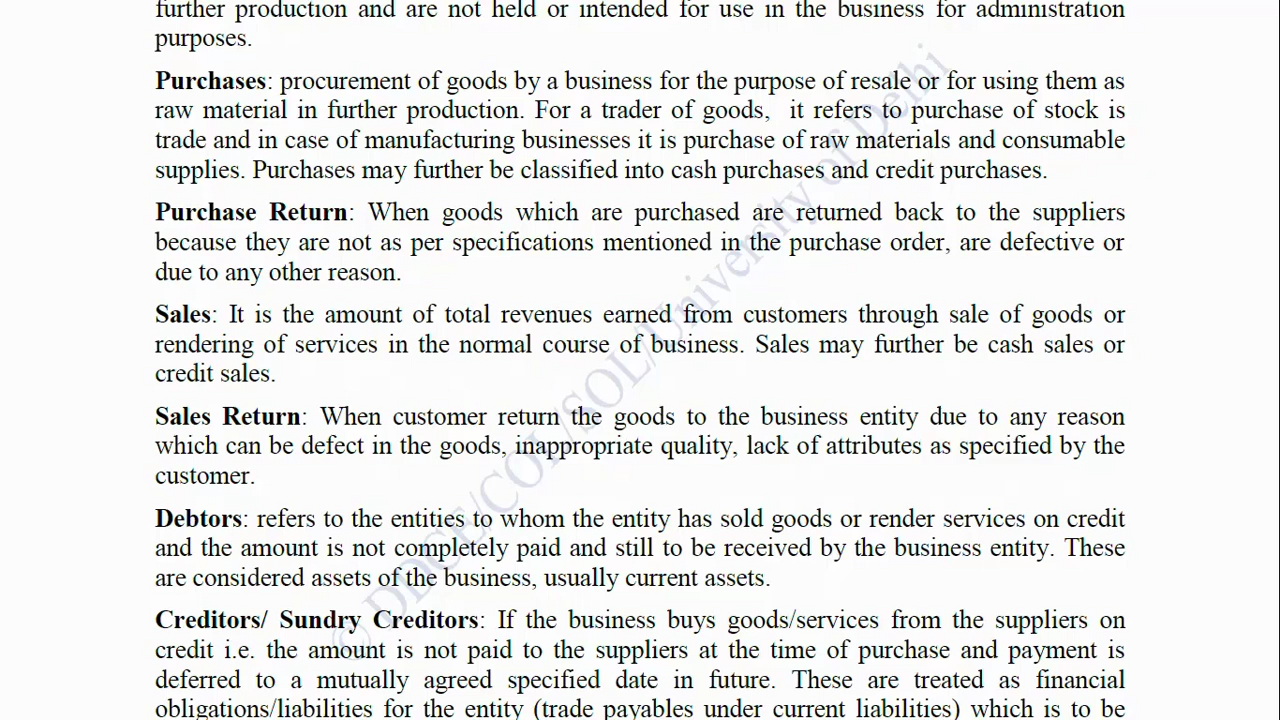 further production and are not held or intended for use in the business for administration
purposes.
Purchases: procurement of goods by a business for the purpose of resale or for using them as
raw material in further production. For a trader of goods, it refers to purchase of stock is
trade and in case of manufacturing businesses it is purchase of raw materials and consumable
supplies. Purchases may further be classified into cash purchases and credit purchases.
Purchase Return: When goods which are purchased are returned back to the suppliers
because they are not as per specifications mentioned in the purchase order, are defective or
due to any other reason.
Sales: It is the amount of total revenues earned from customers through sale of goods or
rendering of services in the normal course of business. Sales may further be cash sales or
credit sales.
Sales Return: When customer return the goods to the business entity due to any reason
which can be defect in the goods, inappropriate quality, lack of attributes as specified by the
customer.
Debtors: refers to the entities to whom the entity has sold goods or render services on credit
and the amount is not completely paid and still to be received by the business entity. These
are considered assets of the business, usually current assets.
Creditors/ Sundry Creditors: If the business buys goods/services from the suppliers on
credit i.e. the amount is not paid to the suppliers at the time of purchase and payment is
deferred to a mutually agreed specified date in future. These are treated as financial
obligations/liabilities for the entity (trade payables under current liabilities) which is to be
© DDCE/COL/SOL/University of Delhi